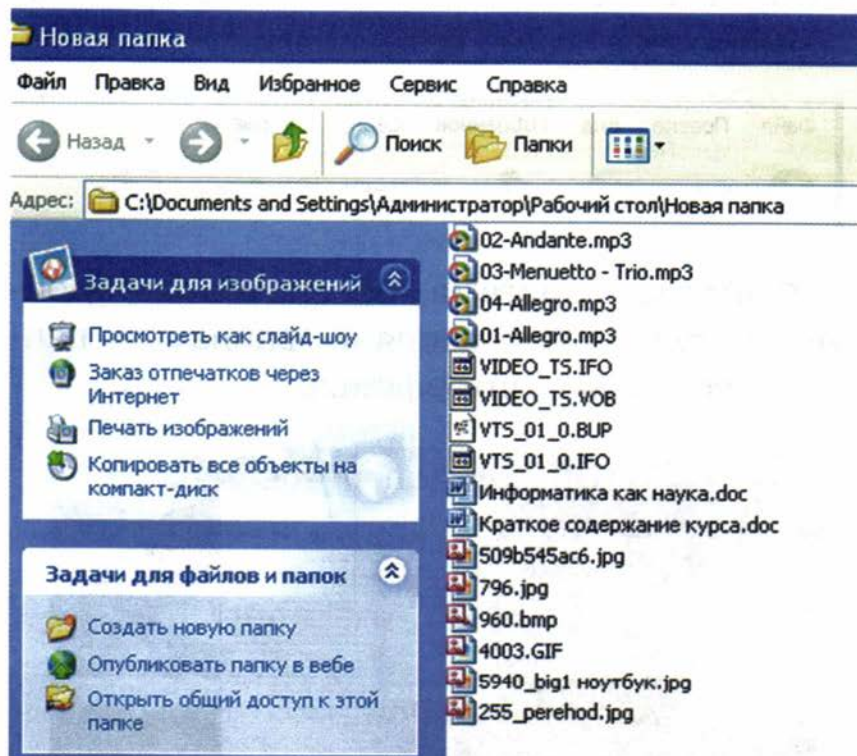 Новая папка
Файл Правка Вид Избранное Сервис Справка
Назад Поиск Папки
Адрес: C:\Documents and Settings\Администратор\Рабочий стол\Новая папка
Задачи для изображений
Просмотреть как слайд-шоу
Заказ отпечатков через
Интернет
Печать изображений
Копировать все объекты на
компакт-диск
Задачи для файлов и папок
Создать новую папку
Опубликовать папку в вебе
Открыть общий доступ к этой
папке
02-Andante.mp3
03-Menuetto - Trio.mp3
04-Allegro.mp3
01-Allegro.mp3
VIDEO_TS.IFO
VIDEO_TS.VOB
VTS_01_0.BUP
VTS_01_0.IFO
Информатика как наука.doc
Краткое содержание курса.doc
509b545ac6.jpg
796.jpg
960.bmp
4003.GIF
5940_big1 ноутбук.jpg
255_perehod.jpg